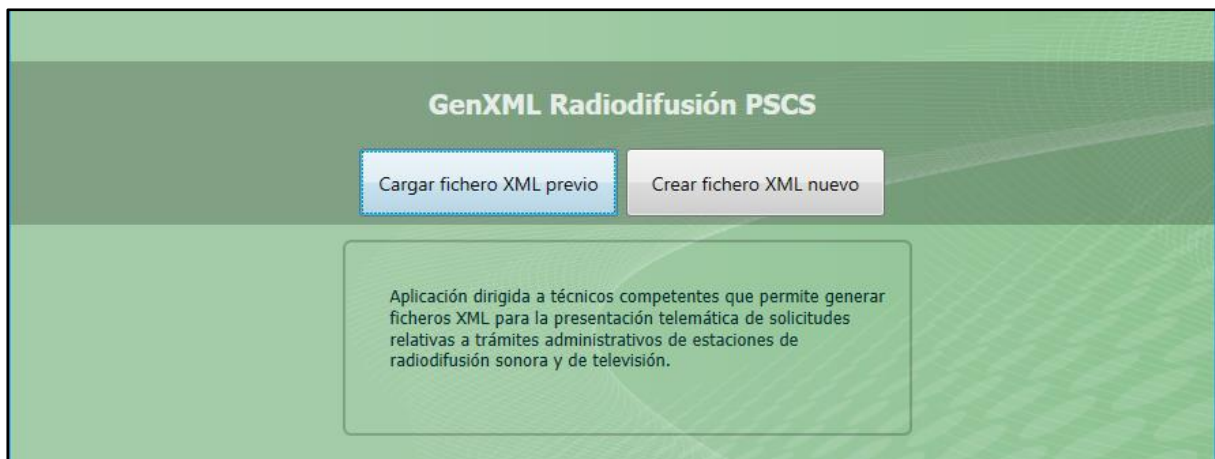 GenXML Radiodifusión PSCS
Cargar fichero XML previo
Crear fichero XML nuevo
Aplicación dirigida a técnicos competentes que permite generar
ficheros XML para la presentación telemática de solicitudes
relativas a trámites administrativos de estaciones de
radiodifusión sonora y de televisión.